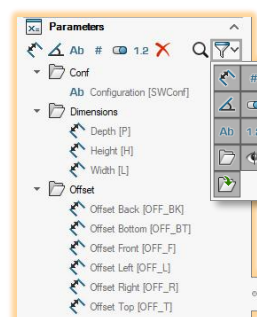 Parameters
Ab # 1.2
Conf
Ab Configuration [SWConf]
Dimensions
Depth [P]
Height [H]
Width [L]
Offset
Offset Back [OFF_BK]
Offset Bottom [OFF_BT]
Offset Front [OFF_F]
Offset Left [OFF_L]
Offset Right [OFF_R]
Offset Top [OFF_T]
#
Ab